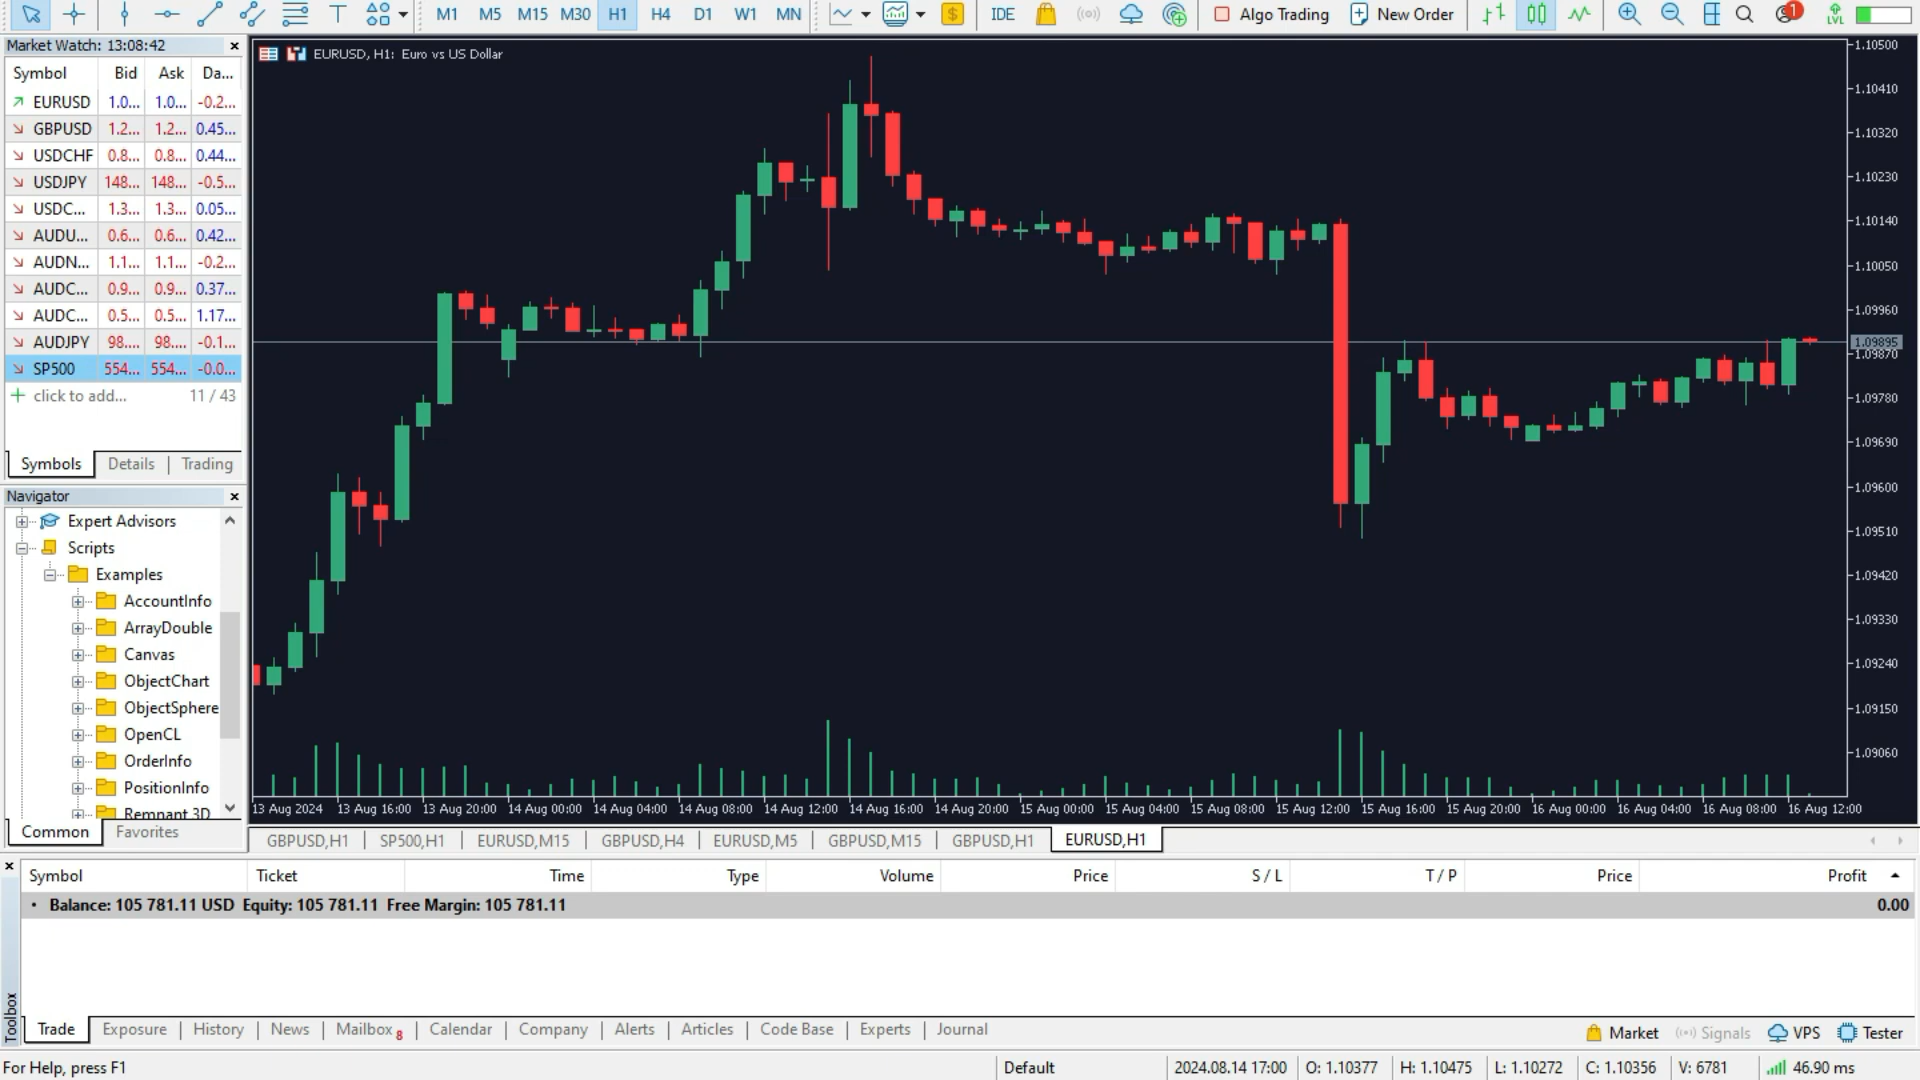 M1 M5 M15 M30 H1 H4 D1 W1 MN $ IDE Algo Trading New Order 1 LVL
Market Watch: 13:08:42
Symbol Bid Ask Da...
EURUSD 1.0... 1.0... -0.2...
GBPUSD 1.2... 1.2... 0.45...
USDCHF 0.8... 0.8... 0.44...
USDJPY 148... 148... -0.5...
USDC... 1.3... 1.3... 0.05...
AUDU... 0.6... 0.6... 0.42...
AUDN... 1.1... 1.1... -0.2...
AUDC... 0.9... 0.9... 0.37...
AUDC... 0.5... 0.5... 1.17...
AUDJPY 98.... 98.... -0.1...
SP500 554... 554... -0.0...
click to add... 11 / 43
Symbols Details Trading
Navigator
Expert Advisors
Scripts
Examples
AccountInfo
ArrayDouble
Canvas
ObjectChart
ObjectSphere
OpenCL
OrderInfo
PositionInfo
Remnant 3D
Common Favorites
EURUSD, H1: Euro vs US Dollar
1.10500
1.10410
1.10320
1.10230
1.10140
1.10050
1.09960
1.09895
1.09870
1.09780
1.09690
1.09600
1.09510
1.09420
1.09330
1.09240
1.09150
1.09060
13 Aug 2024 13 Aug 16:00 13 Aug 20:00 14 Aug 00:00 14 Aug 04:00 14 Aug 08:00 14 Aug 12:00 14 Aug 16:00 14 Aug 20:00 15 Aug 00:00 15 Aug 04:00 15 Aug 08:00 15 Aug 12:00 15 Aug 16:00 15 Aug 20:00 16 Aug 00:00 16 Aug 04:00 16 Aug 08:00 16 Aug 12:00
GBPUSD,H1 SP500,H1 EURUSD,M15 GBPUSD,H4 EURUSD,M5 GBPUSD,M15 GBPUSD,H1 EURUSD,H1
Symbol Ticket Time Type Volume Price S / L T / P Price Profit
Balance: 105 781.11 USD Equity: 105 781.11 Free Margin: 105 781.11 0.00
Toolbox
Trade Exposure History News Mailbox 8 Calendar Company Alerts Articles Code Base Experts Journal Market Signals VPS Tester
For Help, press F1 Default 2024.08.14 17:00 O: 1.10377 H: 1.10475 L: 1.10272 C: 1.10356 V: 6781 46.90 ms